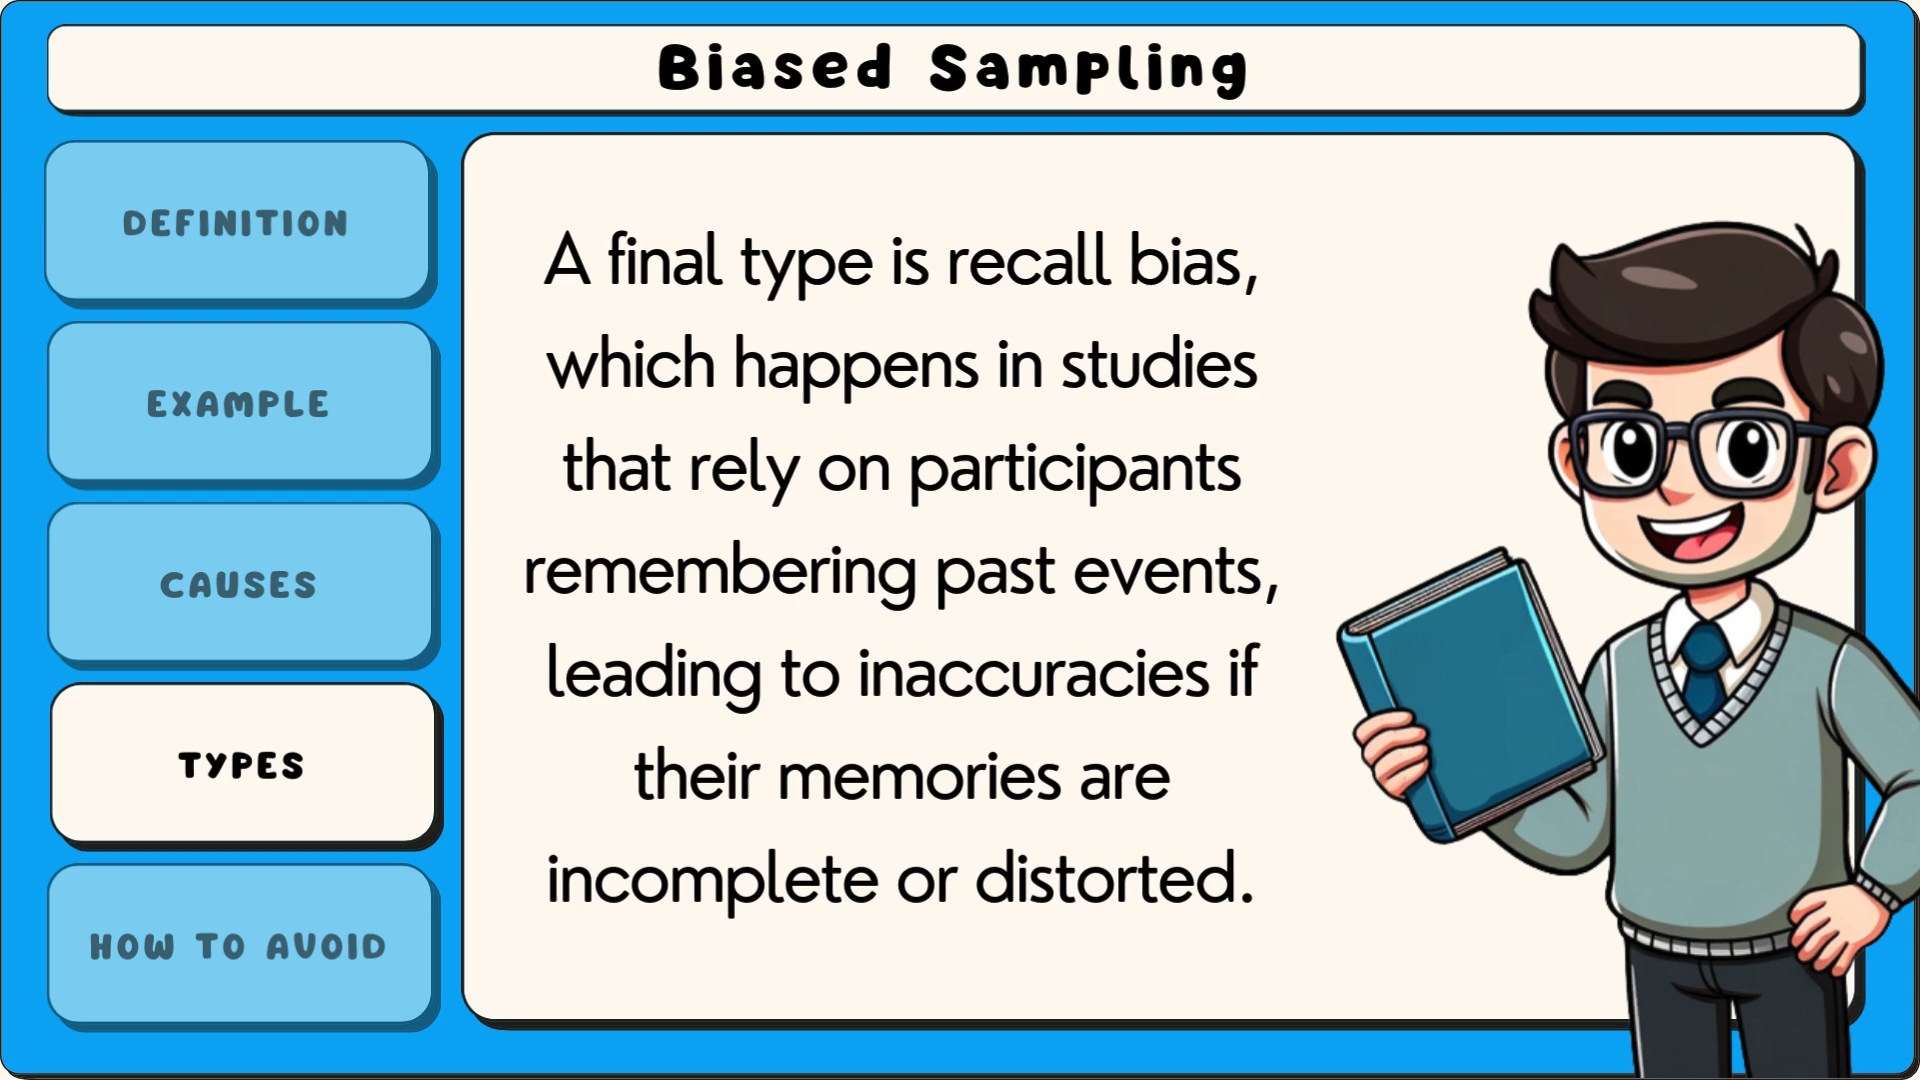 Biased Sampling
DEFINITION
EXAMPLE
CAUSES
TYPES
HOW TO AVOID
A final type is recall bias,
which happens in studies
that rely on participants
remembering past events,
leading to inaccuracies if
their memories are
incomplete or distorted.